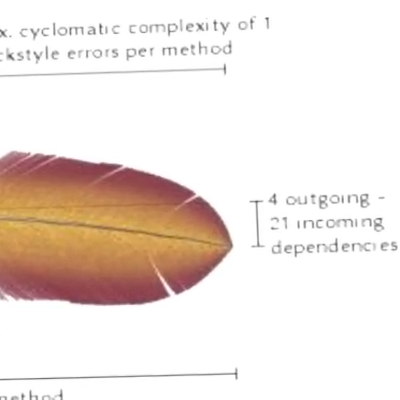 x. cyclomatic complexity of 1
ckstyle errors per method
4 outgoing -
21 incoming
dependencies
method